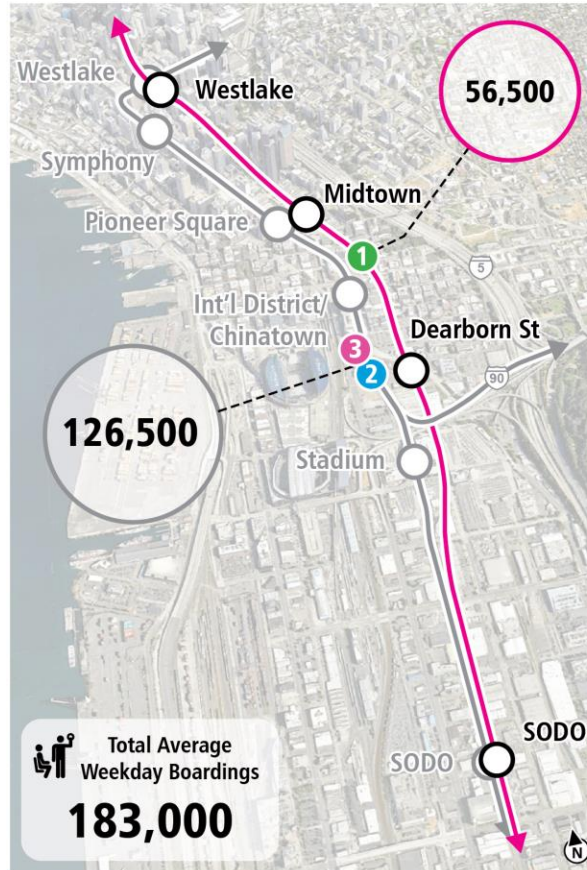 Westlake
Westlake
56,500
Symphony
Midtown
Pioneer Square
1
5
Int'l District/
Chinatown
Dearborn St
3
2
90
126,500
Stadium
SODO
SODO
Total Average
Weekday Boardings
183,000
N